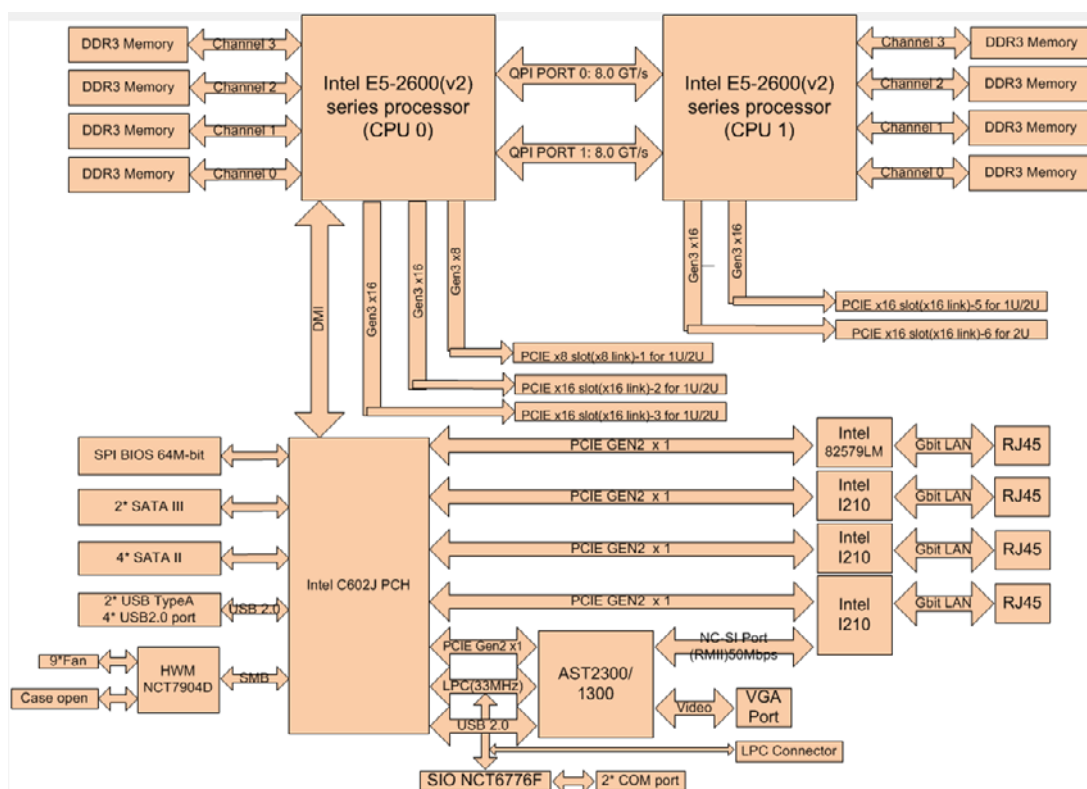 DDR3 Memory
Channel 3
DDR3 Memory
Channel 2
DDR3 Memory
Channel 1
DDR3 Memory
Channel 0
Intel E5-2600(v2)
series processor
(CPU 0)
QPI PORT 0: 8.0 GT/s
QPI PORT 1: 8.0 GT/s
Intel E5-2600(v2)
series processor
(CPU 1)
Channel 3
DDR3 Memory
Channel 2
DDR3 Memory
Channel 1
DDR3 Memory
Channel 0
DDR3 Memory
DMI
Gen3 x16
Gen3 x16
Gen3 x8
Gen3 x16
Gen3 x16
PCIE x16 slot(x16 link)-5 for 1U/2U
PCIE x16 slot(x16 link)-6 for 2U
PCIE x8 slot(x8 link)-1 for 1U/2U
PCIE x16 slot(x16 link)-2 for 1U/2U
PCIE x16 slot(x16 link)-3 for 1U/2U
SPI BIOS 64M-bit
2* SATA III
4* SATA II
2* USB TypeA
4* USB2.0 port
USB 2.0
9*Fan
Case open
HWM
NCT7904D
SMB
Intel C602J PCH
PCIE GEN2 x 1
Intel
82579LM
Gbit LAN
RJ45
PCIE GEN2 x 1
Intel
I210
Gbit LAN
RJ45
PCIE GEN2 x 1
Intel
I210
Gbit LAN
RJ45
PCIE GEN2 x 1
Intel
I210
Gbit LAN
RJ45
PCIE Gen2 x1
LPC(33MHz)
USB 2.0
AST2300/
1300
NC-SI Port
(RMII)50Mbps
Video
VGA
Port
LPC Connector
SIO NCT6776F
2* COM port